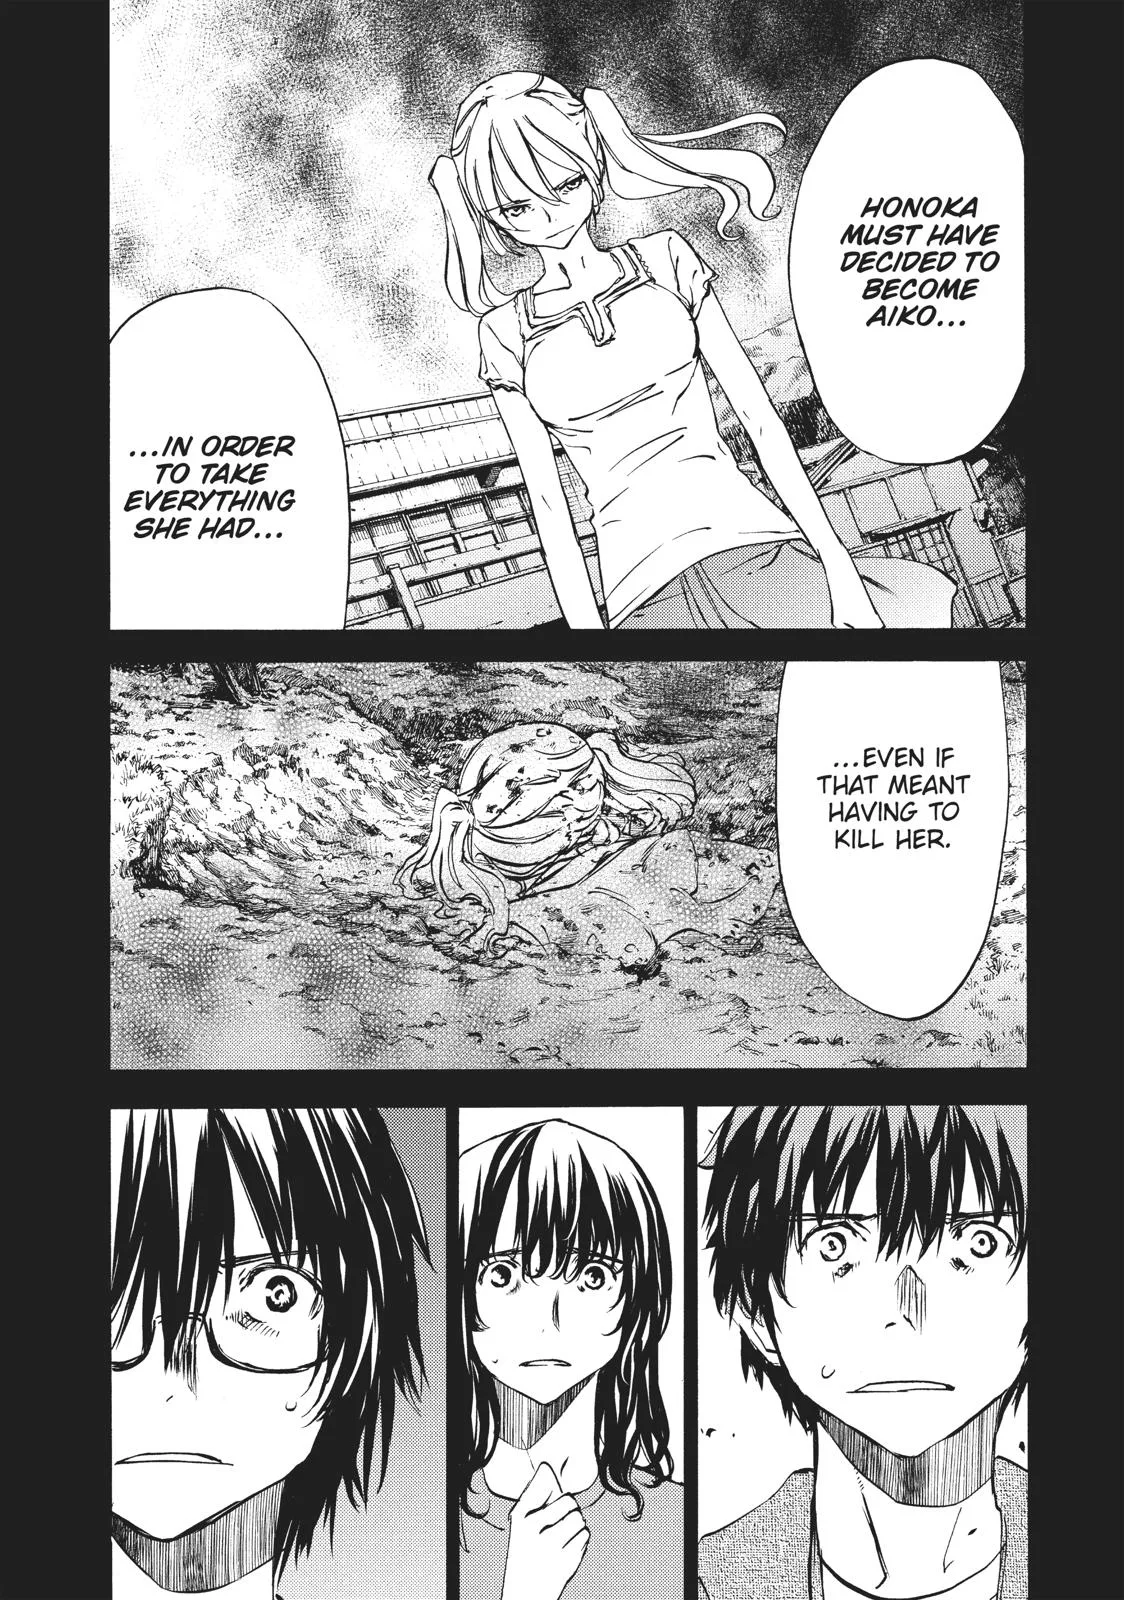 HONOKA
MUST HAVE
DECIDED TO
BECOME
AIKO...
...IN ORDER
TO TAKE
EVERYTHING
SHE HAD...
...EVEN IF
THAT MEANT
HAVING TO
KILL HER.